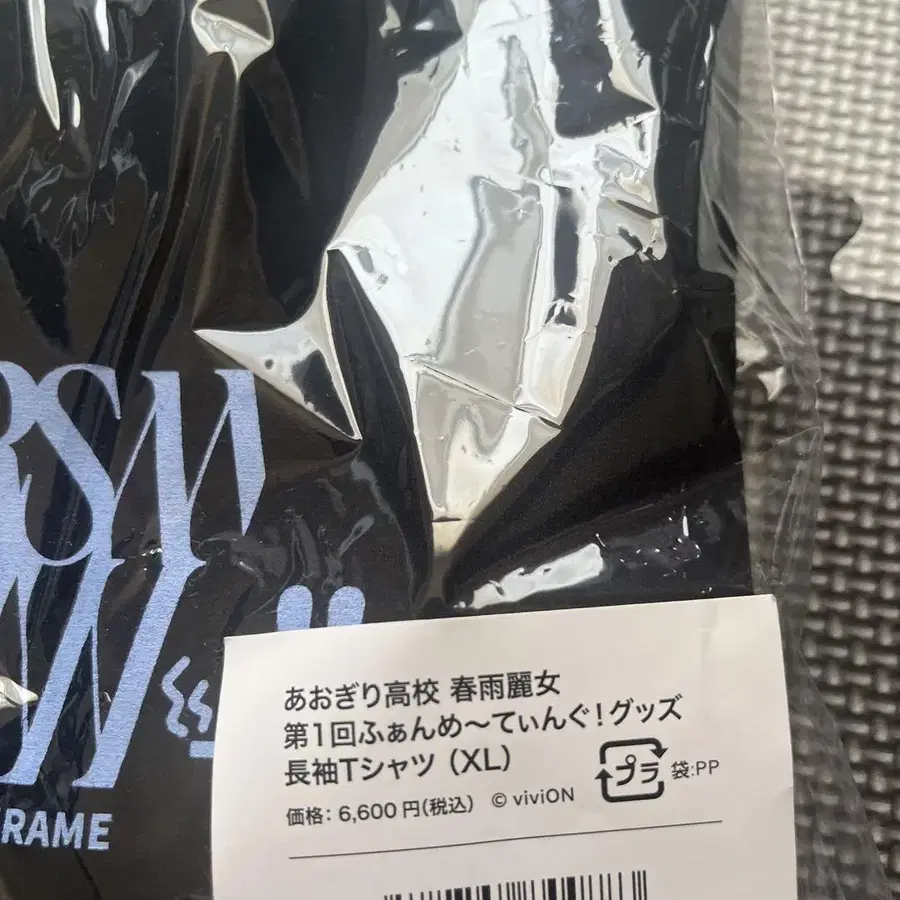 あおぎり高校 春雨麗女
第1回ふぁんめ～てぃんぐ！グッズ
長袖Tシャツ（XL）
プラ 袋:PP
価格：6,600円(税込) © viviON
RAME